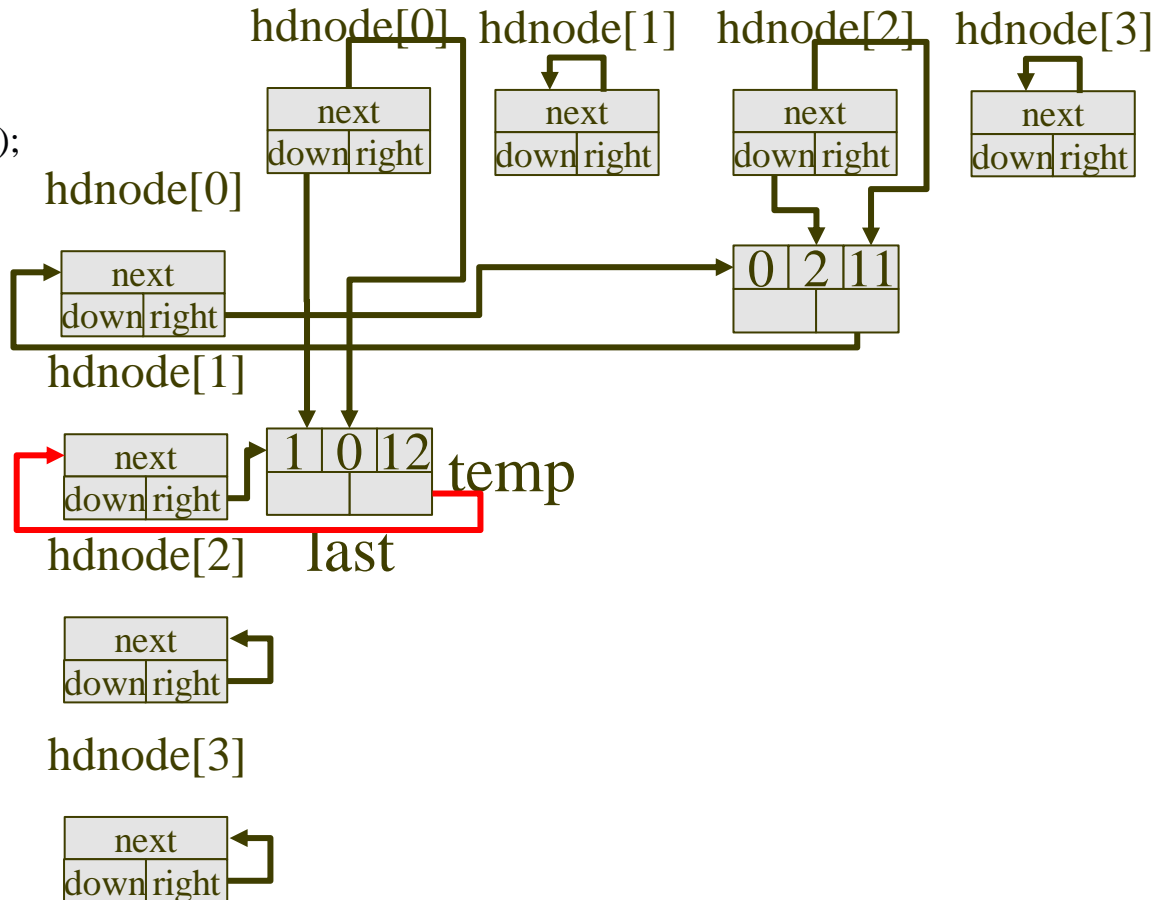 hdnode[0] hdnode[1] hdnode[2] hdnode[3]
next next next next
down right down right down right down right
);
hdnode[0]
next
down right
0 2 11
hdnode[1]
next
down right
1 0 12
temp
last
hdnode[2]
next
down right
hdnode[3]
next
down right